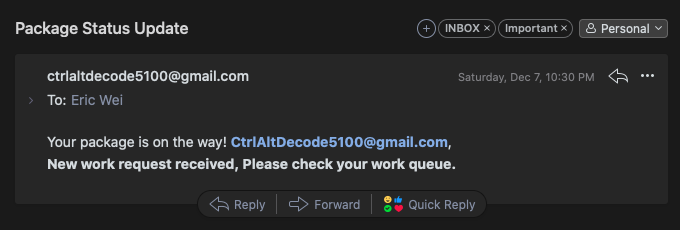 Package Status Update
INBOX ×
Important ×
Personal
ctrlaltdecode5100@gmail.com
Saturday, Dec 7, 10:30 PM
To: Eric Wei
Your package is on the way! CtrlAltDecode5100@gmail.com,
New work request received, Please check your work queue.
Reply
Forward
Quick Reply